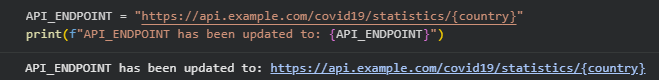 API_ENDPOINT = "https://api.example.com/covid19/statistics/{country}"
print(f"API_ENDPOINT has been updated to: {API_ENDPOINT}")
API_ENDPOINT has been updated to: https://api.example.com/covid19/statistics/{country}